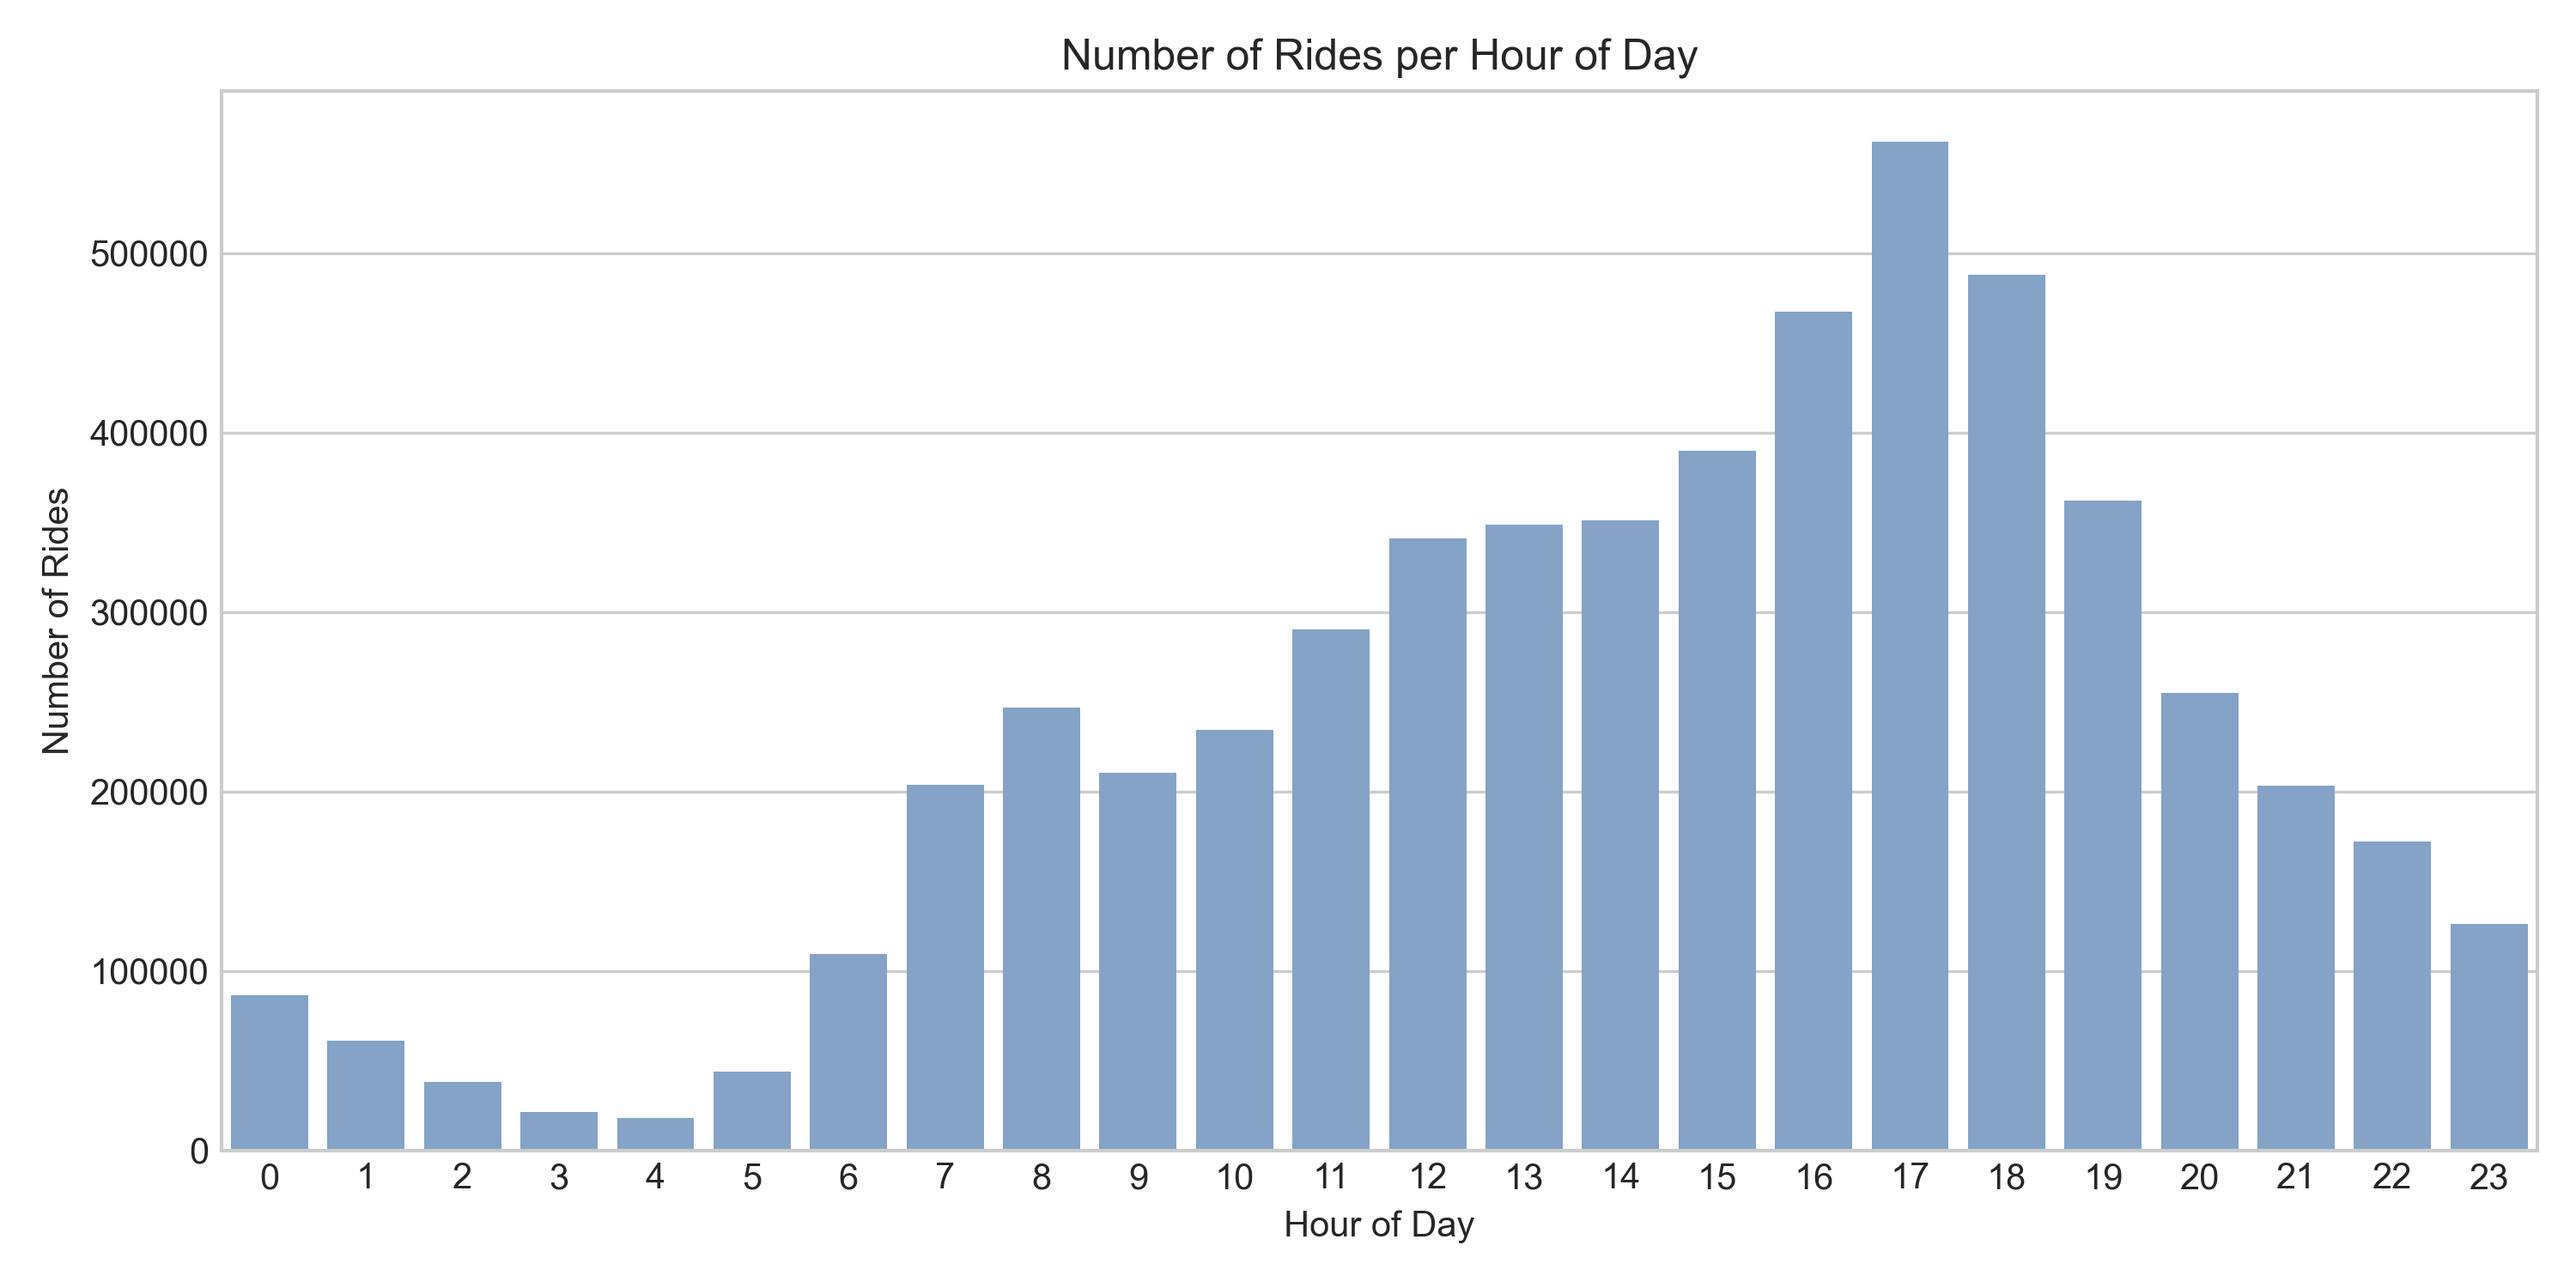 Number of Rides per Hour of Day
Number of Rides
500000
400000
300000
200000
100000
0
0 1 2 3 4 5 6 7 8 9 10 11 12 13 14 15 16 17 18 19 20 21 22 23
Hour of Day